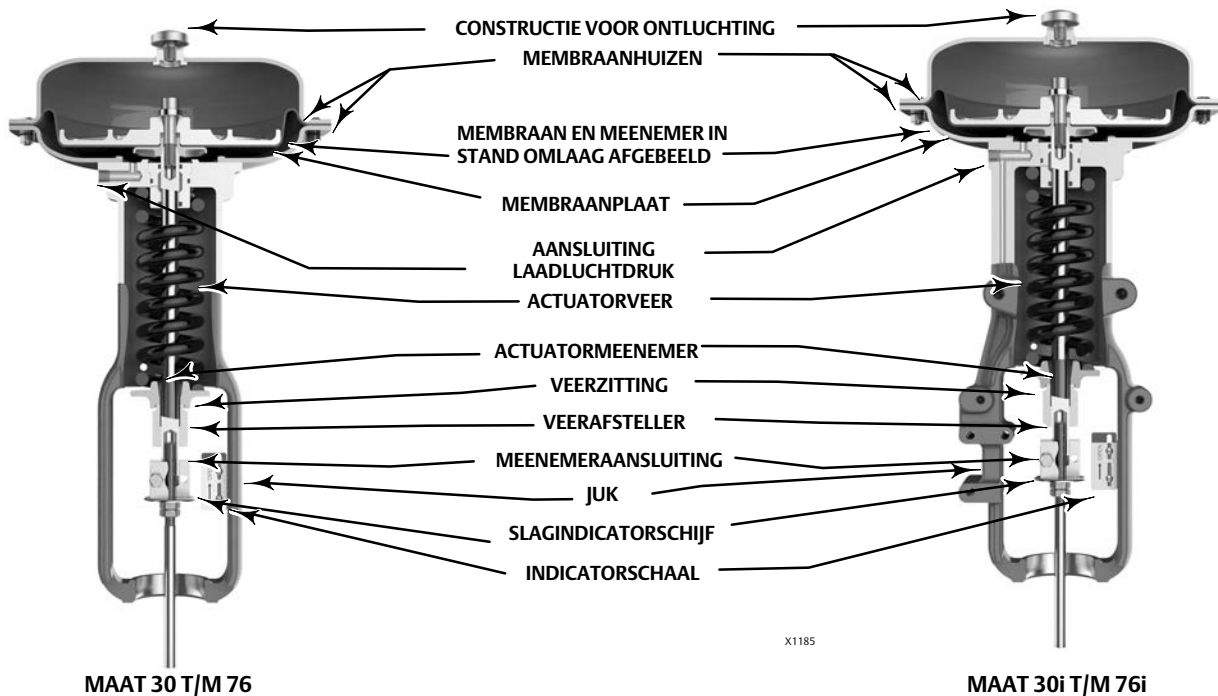 CONSTRUCTIE VOOR ONTLUCHTING
MEMBRAANHUIZEN
MEMBRAAN EN MEENEMER IN
STAND OMLAAG AFGEBEELD
MEMBRAANPLAAT
AANSLUITING
LAADLUCHTDRUK
ACTUATORVEER
ACTUATORMEENEMER
VEERZITTING
VEERAFSTELLER
MEENEMERAANSLUITING
JUK
SLAGINDICATORSCHIJF
INDICATORSCHAAL
X1185
MAAT 30 T/M 76
MAAT 30i T/M 76i